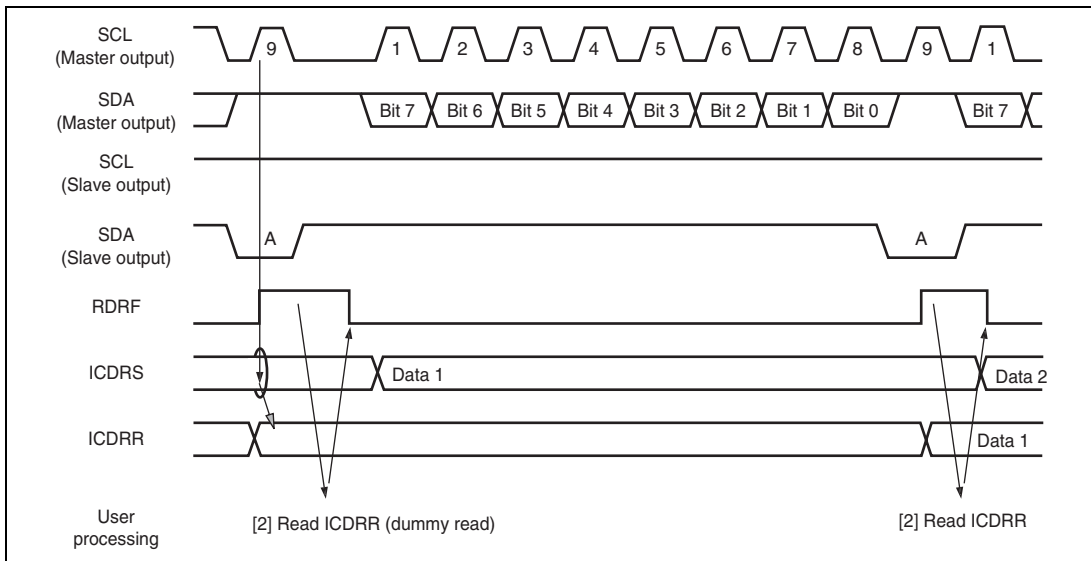 SCL
(Master output)
9 1 2 3 4 5 6 7 8 9 1
SDA
(Master output)
Bit 7 Bit 6 Bit 5 Bit 4 Bit 3 Bit 2 Bit 1 Bit 0 Bit 7
SCL
(Slave output)
SDA
(Slave output)
A A
RDRF
ICDRS
Data 1 Data 2
ICDRR
Data 1
User
processing
[2] Read ICDRR (dummy read) [2] Read ICDRR